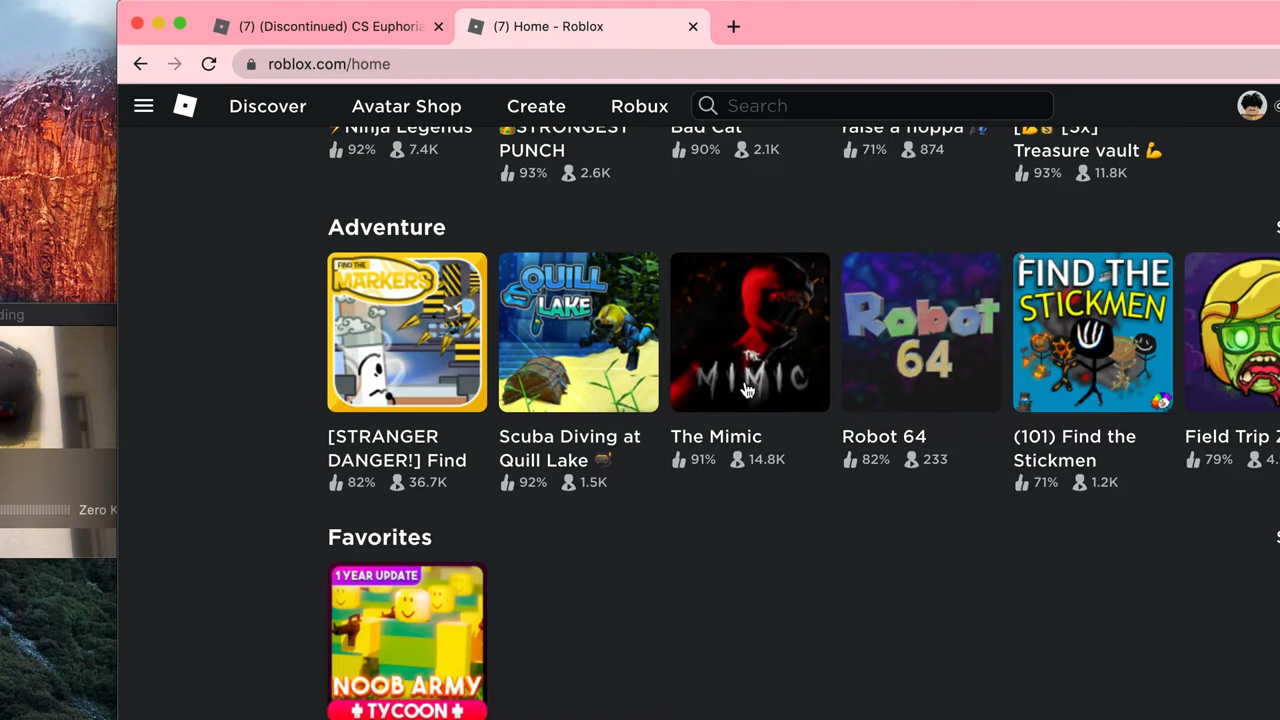 (7) (Discontinued) CS Euphoria
(7) Home - Roblox
roblox.com/home
Discover
Avatar Shop
Create
Robux
Search
⚡Ninja Legends
92% 7.4K
STRONGEST
PUNCH
93% 2.6K
Bad Cat
90% 2.1K
raise a floppa
71% 874
[💪💰 [5x]
Treasure vault 💪
93% 11.8K
Adventure
FIND THE
MARKERS
[STRANGER
DANGER!] Find
82% 36.7K
QUILL
LAKE
Scuba Diving at
Quill Lake 🤿
92% 1.5K
THE
MIMIC
The Mimic
91% 14.8K
Robot
64
Robot 64
82% 233
FIND THE
STICKMEN
(101) Find the
Stickmen
71% 1.2K
Field Trip Z
79% 4.
Favorites
1 YEAR UPDATE
NOOB ARMY
TYCOON
ding
Zero K